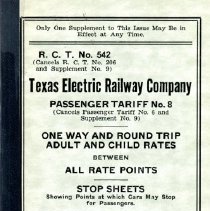 Only One Supplement to This Issue May Be in
Effect at Any Time.
R. C. T. No. 542
(Cancels R. C. T. No. 206
and Supplement No. 9)
Texas Electric Railway Company
PASSENGER TARIFF No. 8
(Cancels Passenger Tariff No. 6 and
Supplement No. 9)
ONE WAY AND ROUND TRIP
ADULT AND CHILD RATES
BETWEEN
ALL RATE POINTS
STOP SHEETS
Showing Points at which Cars May Stop
for Passengers.